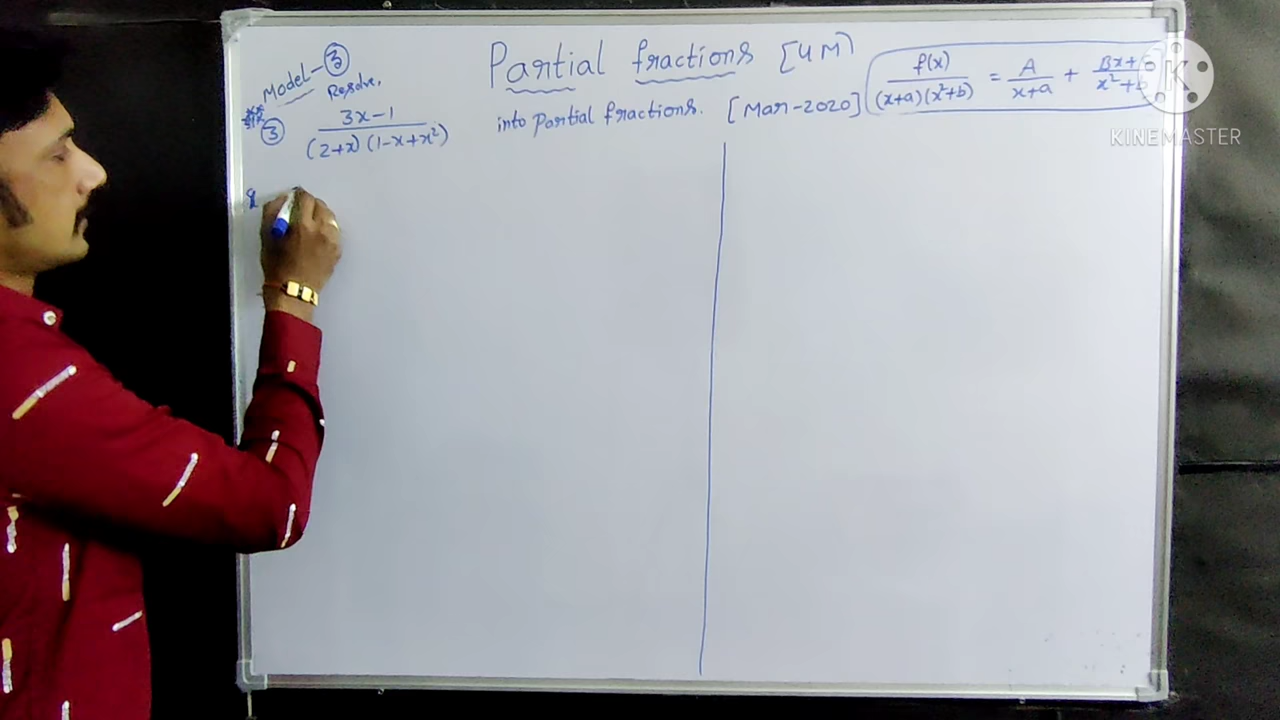 Model-③
Partial fractions [4M]
f(x)/(x+a)(x²+b) = A/x+a + Bx+/x²+b
Resolve,
③ 3x-1/(2+x)(1-x+x²) into partial fractions. [Mar-2020]
KINEMASTER